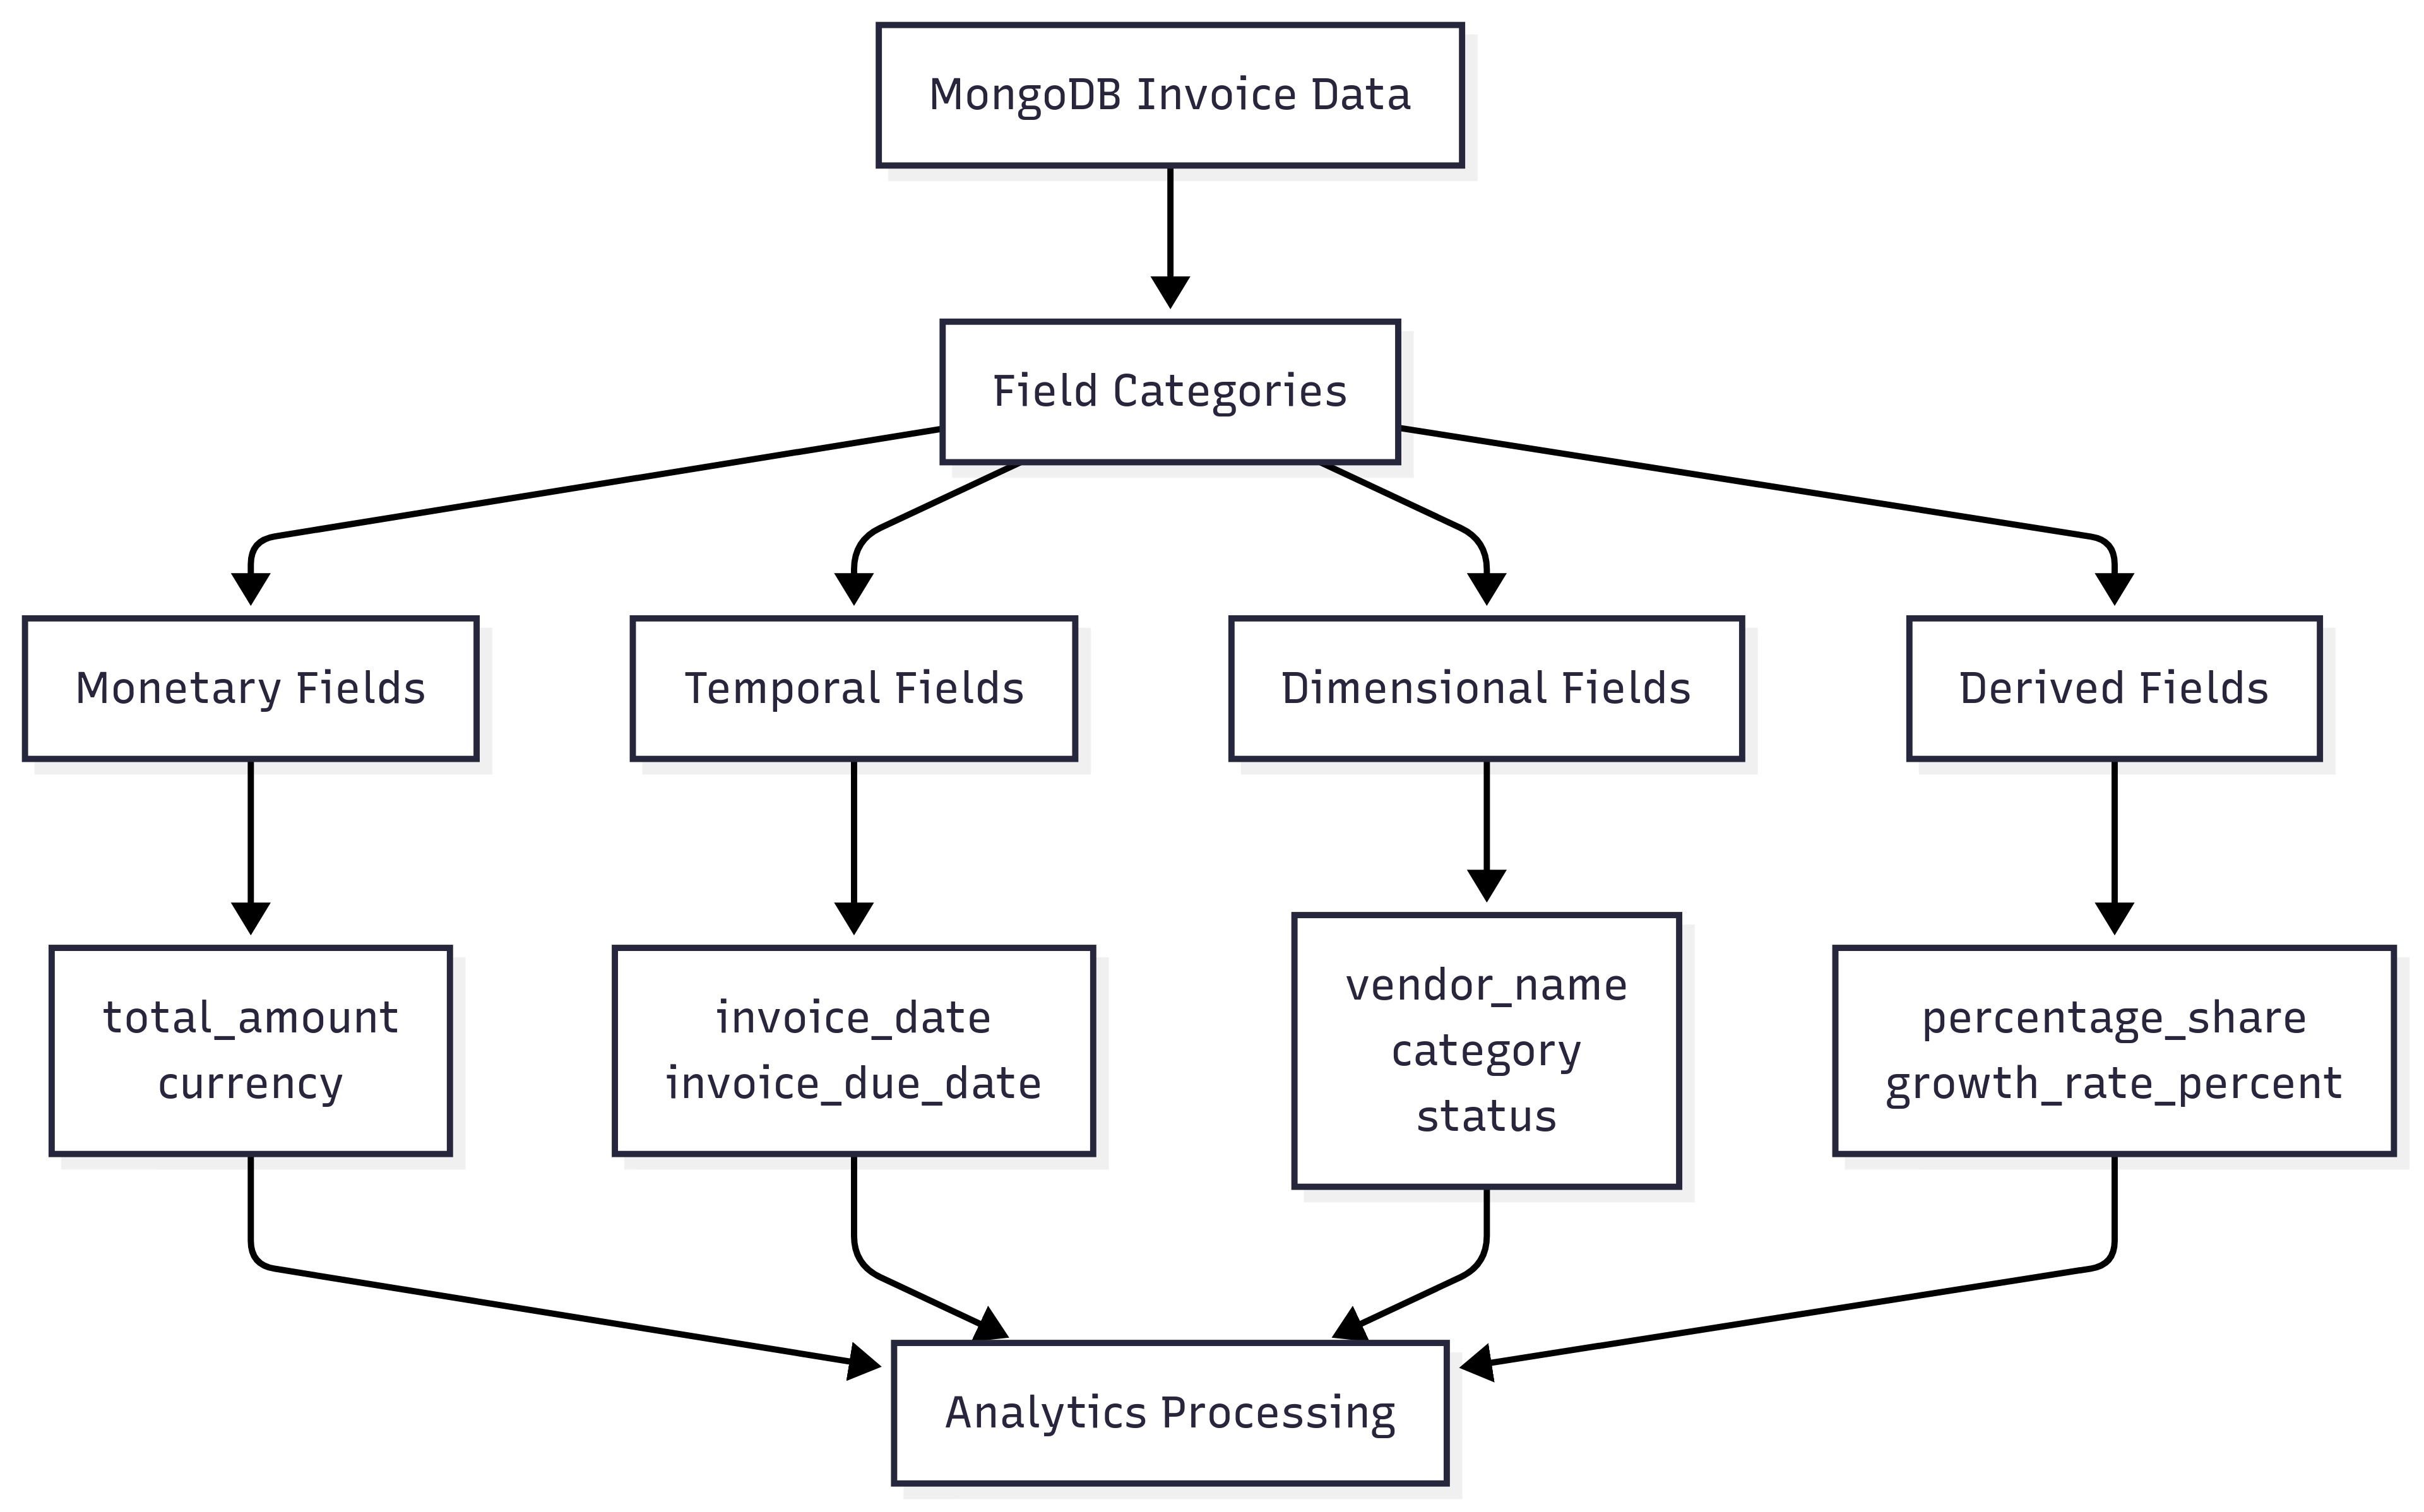 MongoDB Invoice Data
Field Categories
Monetary Fields
Temporal Fields
Dimensional Fields
Derived Fields
total_amount
currency
invoice_date
invoice_due_date
vendor_name
category
status
percentage_share
growth_rate_percent
Analytics Processing